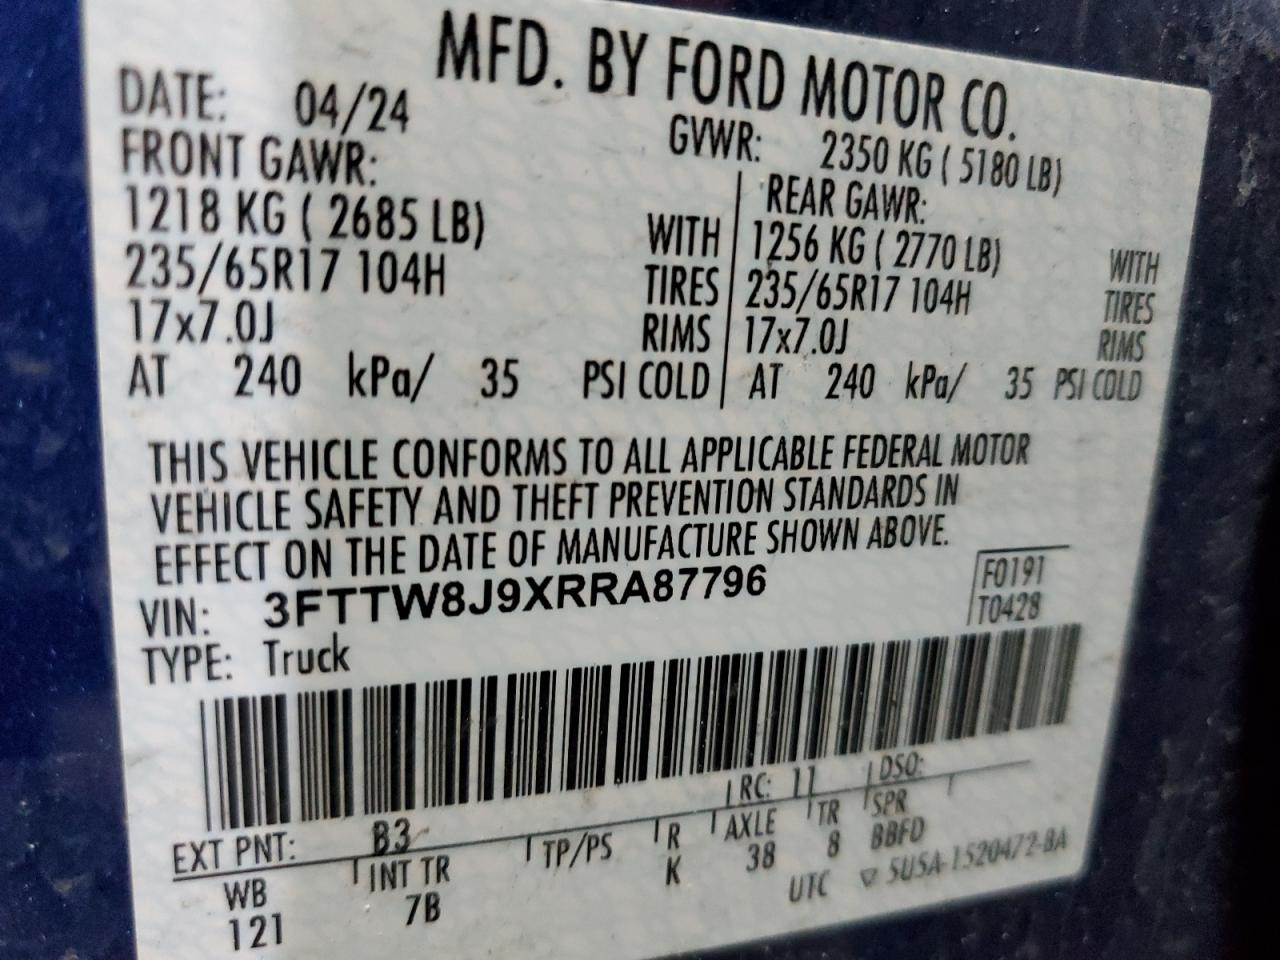 MFD. BY FORD MOTOR CO.
DATE: 04/24 GVWR: 2350 KG ( 5180 LB)
FRONT GAWR: REAR GAWR:
1218 KG ( 2685 LB) WITH 1256 KG ( 2770 LB) WITH
235/65R17 104H TIRES 235/65R17 104H TIRES
17x7.0J RIMS 17x7.0J RIMS
AT 240 kPa/ 35 PSI COLD AT 240 kPa/ 35 PSI COLD
THIS VEHICLE CONFORMS TO ALL APPLICABLE FEDERAL MOTOR
VEHICLE SAFETY AND THEFT PREVENTION STANDARDS IN
EFFECT ON THE DATE OF MANUFACTURE SHOWN ABOVE.
VIN: 3FTTW8J9XRRA87796 F0191
TYPE: Truck T0428
EXT PNT: B3 RC: 11 DSO:
WB INT TR TP/PS R AXLE TR SPR
121 7B K 38 8 BBFD
UTC ▽ 5U5A-1520472-BA